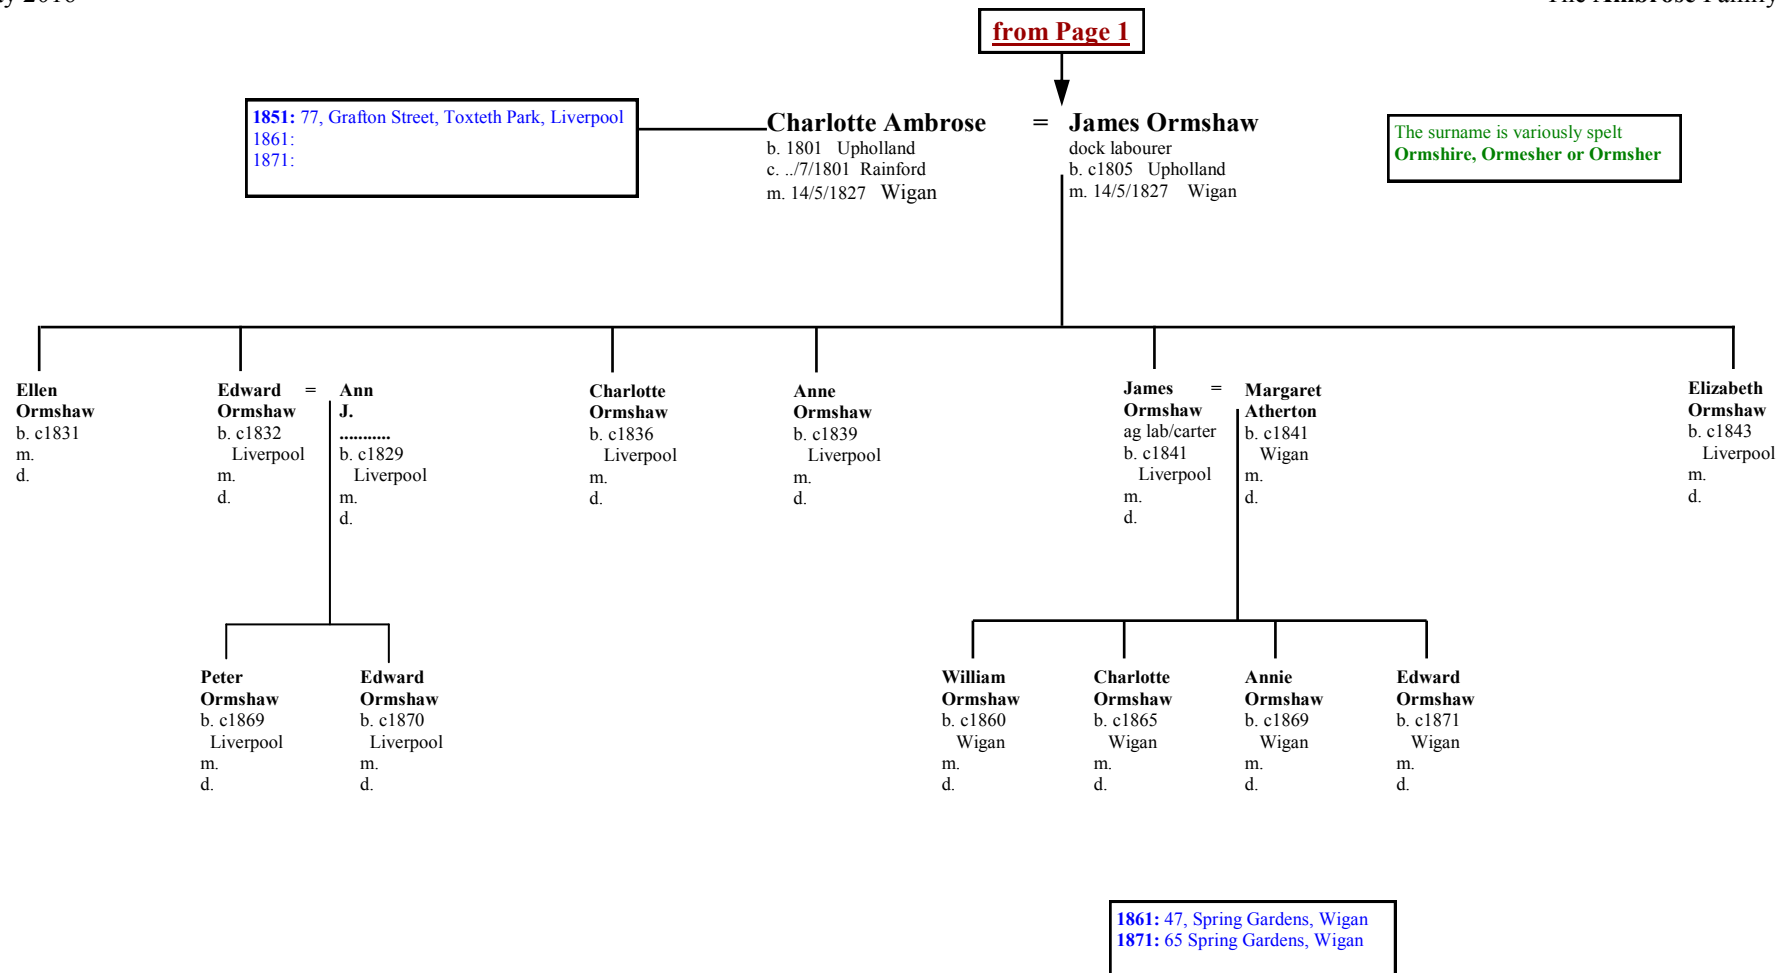 from Page 1
1851: 77, Grafton Street, Toxteth Park, Liverpool
1861:
1871:
Charlotte Ambrose = James Ormshaw
b. 1801 Upholland
c. ../7/1801 Rainford
m. 14/5/1827 Wigan
dock labourer
b. c1805 Upholland
m. 14/5/1827 Wigan
The surname is variously spelt
Ormshire, Ormesher or Ormsher
Ellen
Ormshaw
b. c1831
m.
d.
Edward =
Ormshaw
b. c1832
Liverpool
m.
d.
Ann
J.
...........
b. c1829
Liverpool
m.
d.
Charlotte
Ormshaw
b. c1836
Liverpool
m.
d.
Anne
Ormshaw
b. c1839
Liverpool
m.
d.
James =
Ormshaw
ag lab/carter
b. c1841
Liverpool
m.
d.
Margaret
Atherton
b. c1841
Wigan
m.
d.
Elizabeth
Ormshaw
b. c1843
Liverpool
m.
d.
Peter
Ormshaw
b. c1869
Liverpool
m.
d.
Edward
Ormshaw
b. c1870
Liverpool
m.
d.
William
Ormshaw
b. c1860
Wigan
m.
d.
Charlotte
Ormshaw
b. c1865
Wigan
m.
d.
Annie
Ormshaw
b. c1869
Wigan
m.
d.
Edward
Ormshaw
b. c1871
Wigan
m.
d.
1861: 47, Spring Gardens, Wigan
1871: 65 Spring Gardens, Wigan